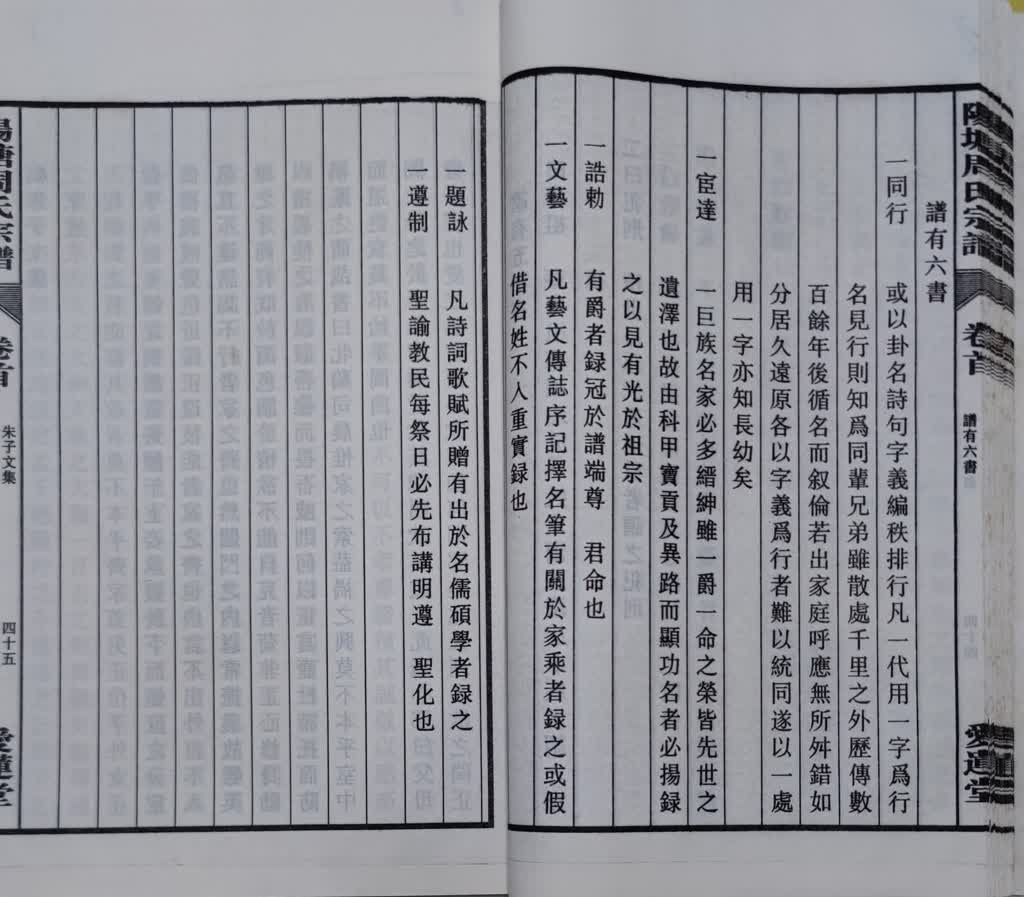 陽塘周氏宗譜
卷首
譜有六書
愛蓮堂
譜有六書
一同行 或以卦名詩句字義編秩排行凡一代用一字爲行
名見行則知爲同輩兄弟雖散處千里之外歷傳數
百餘年後循名而叙倫若出家庭呼應無所舛錯如
分居久遠原各以字義爲行者難以統同遂以一處
用一字亦知長幼矣
一宦達 一巨族名家必多縉紳雖一爵一命之榮皆先世之
遺澤也故由科甲寶貢及異路而顯功名者必揚録
之以見有光於祖宗
一誥勅 有爵者録冠於譜端尊 君命也
一文藝 凡藝文傳誌序記擇名筆有關於家乘者録之或假
借名姓不入重實録也
一題詠 凡詩詞歌賦所贈有出於名儒碩學者録之
一遵制 聖諭教民每祭日必先布講明遵 聖化也
陽塘周氏宗譜
卷首
朱子文集
四十五
愛蓮堂